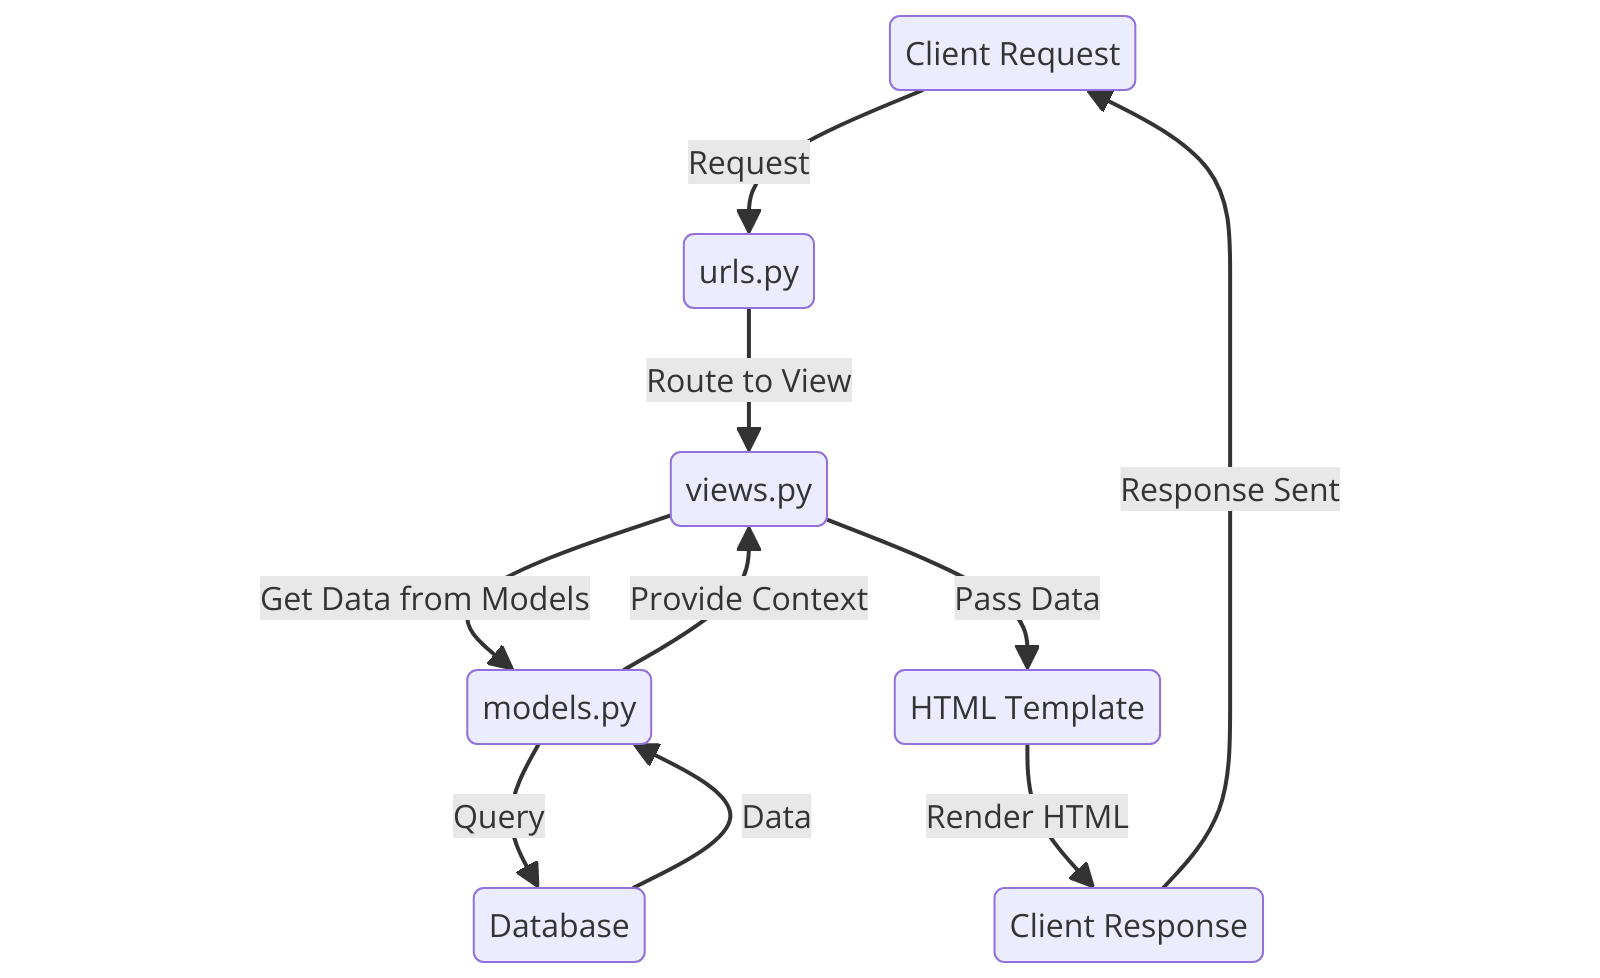 Client Request
Request
urls.py
Route to View
views.py
Response Sent
Get Data from Models
Provide Context
Pass Data
models.py
HTML Template
Query
Data
Render HTML
Database
Client Response